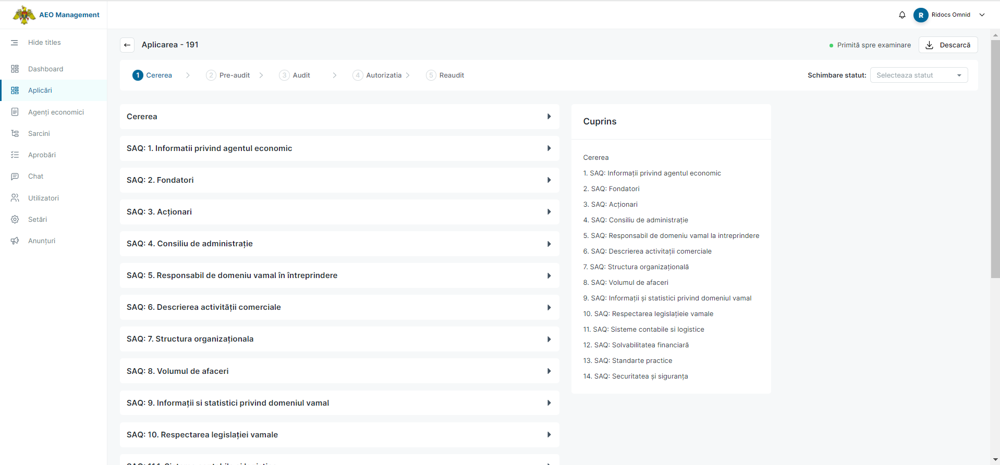 AEO Management
R
Ridocs Omnid
Hide titles
Dashboard
Aplicări
Agenți economici
Sarcini
Aprobări
Chat
Utilizatori
Setări
Anunțuri
Aplicarea - 191
Primită spre examinare
Descarcă
1 Cererea
2 Pre-audit
3 Audit
4 Autorizatia
5 Reaudit
Schimbare statut:
Selecteaza statut
Cererea
SAQ: 1. Informatii privind agentul economic
SAQ: 2. Fondatori
SAQ: 3. Acționari
SAQ: 4. Consiliu de administrație
SAQ: 5. Responsabil de domeniu vamal în întreprindere
SAQ: 6. Descrierea activității comerciale
SAQ: 7. Structura organizaționala
SAQ: 8. Volumul de afaceri
SAQ: 9. Informații si statistici privind domeniul vamal
SAQ: 10. Respectarea legislației vamale
Cuprins
Cererea
1. SAQ: Informații privind agentul economic
2. SAQ: Fondatori
3. SAQ: Acționari
4. SAQ: Consiliu de administrație
5. SAQ: Responsabil de domeniu vamal la intreprindere
6. SAQ: Descrierea activitații comerciale
7. SAQ: Structura organizațională
8. SAQ: Volumul de afaceri
9. SAQ: Informații și statistici privind domeniul vamal
10. SAQ: Respectarea legislațieie vamale
11. SAQ: Sisteme contabile si logistice
12. SAQ: Solvabilitatea financiară
13. SAQ: Standarte practice
14. SAQ: Securitatea și siguranța